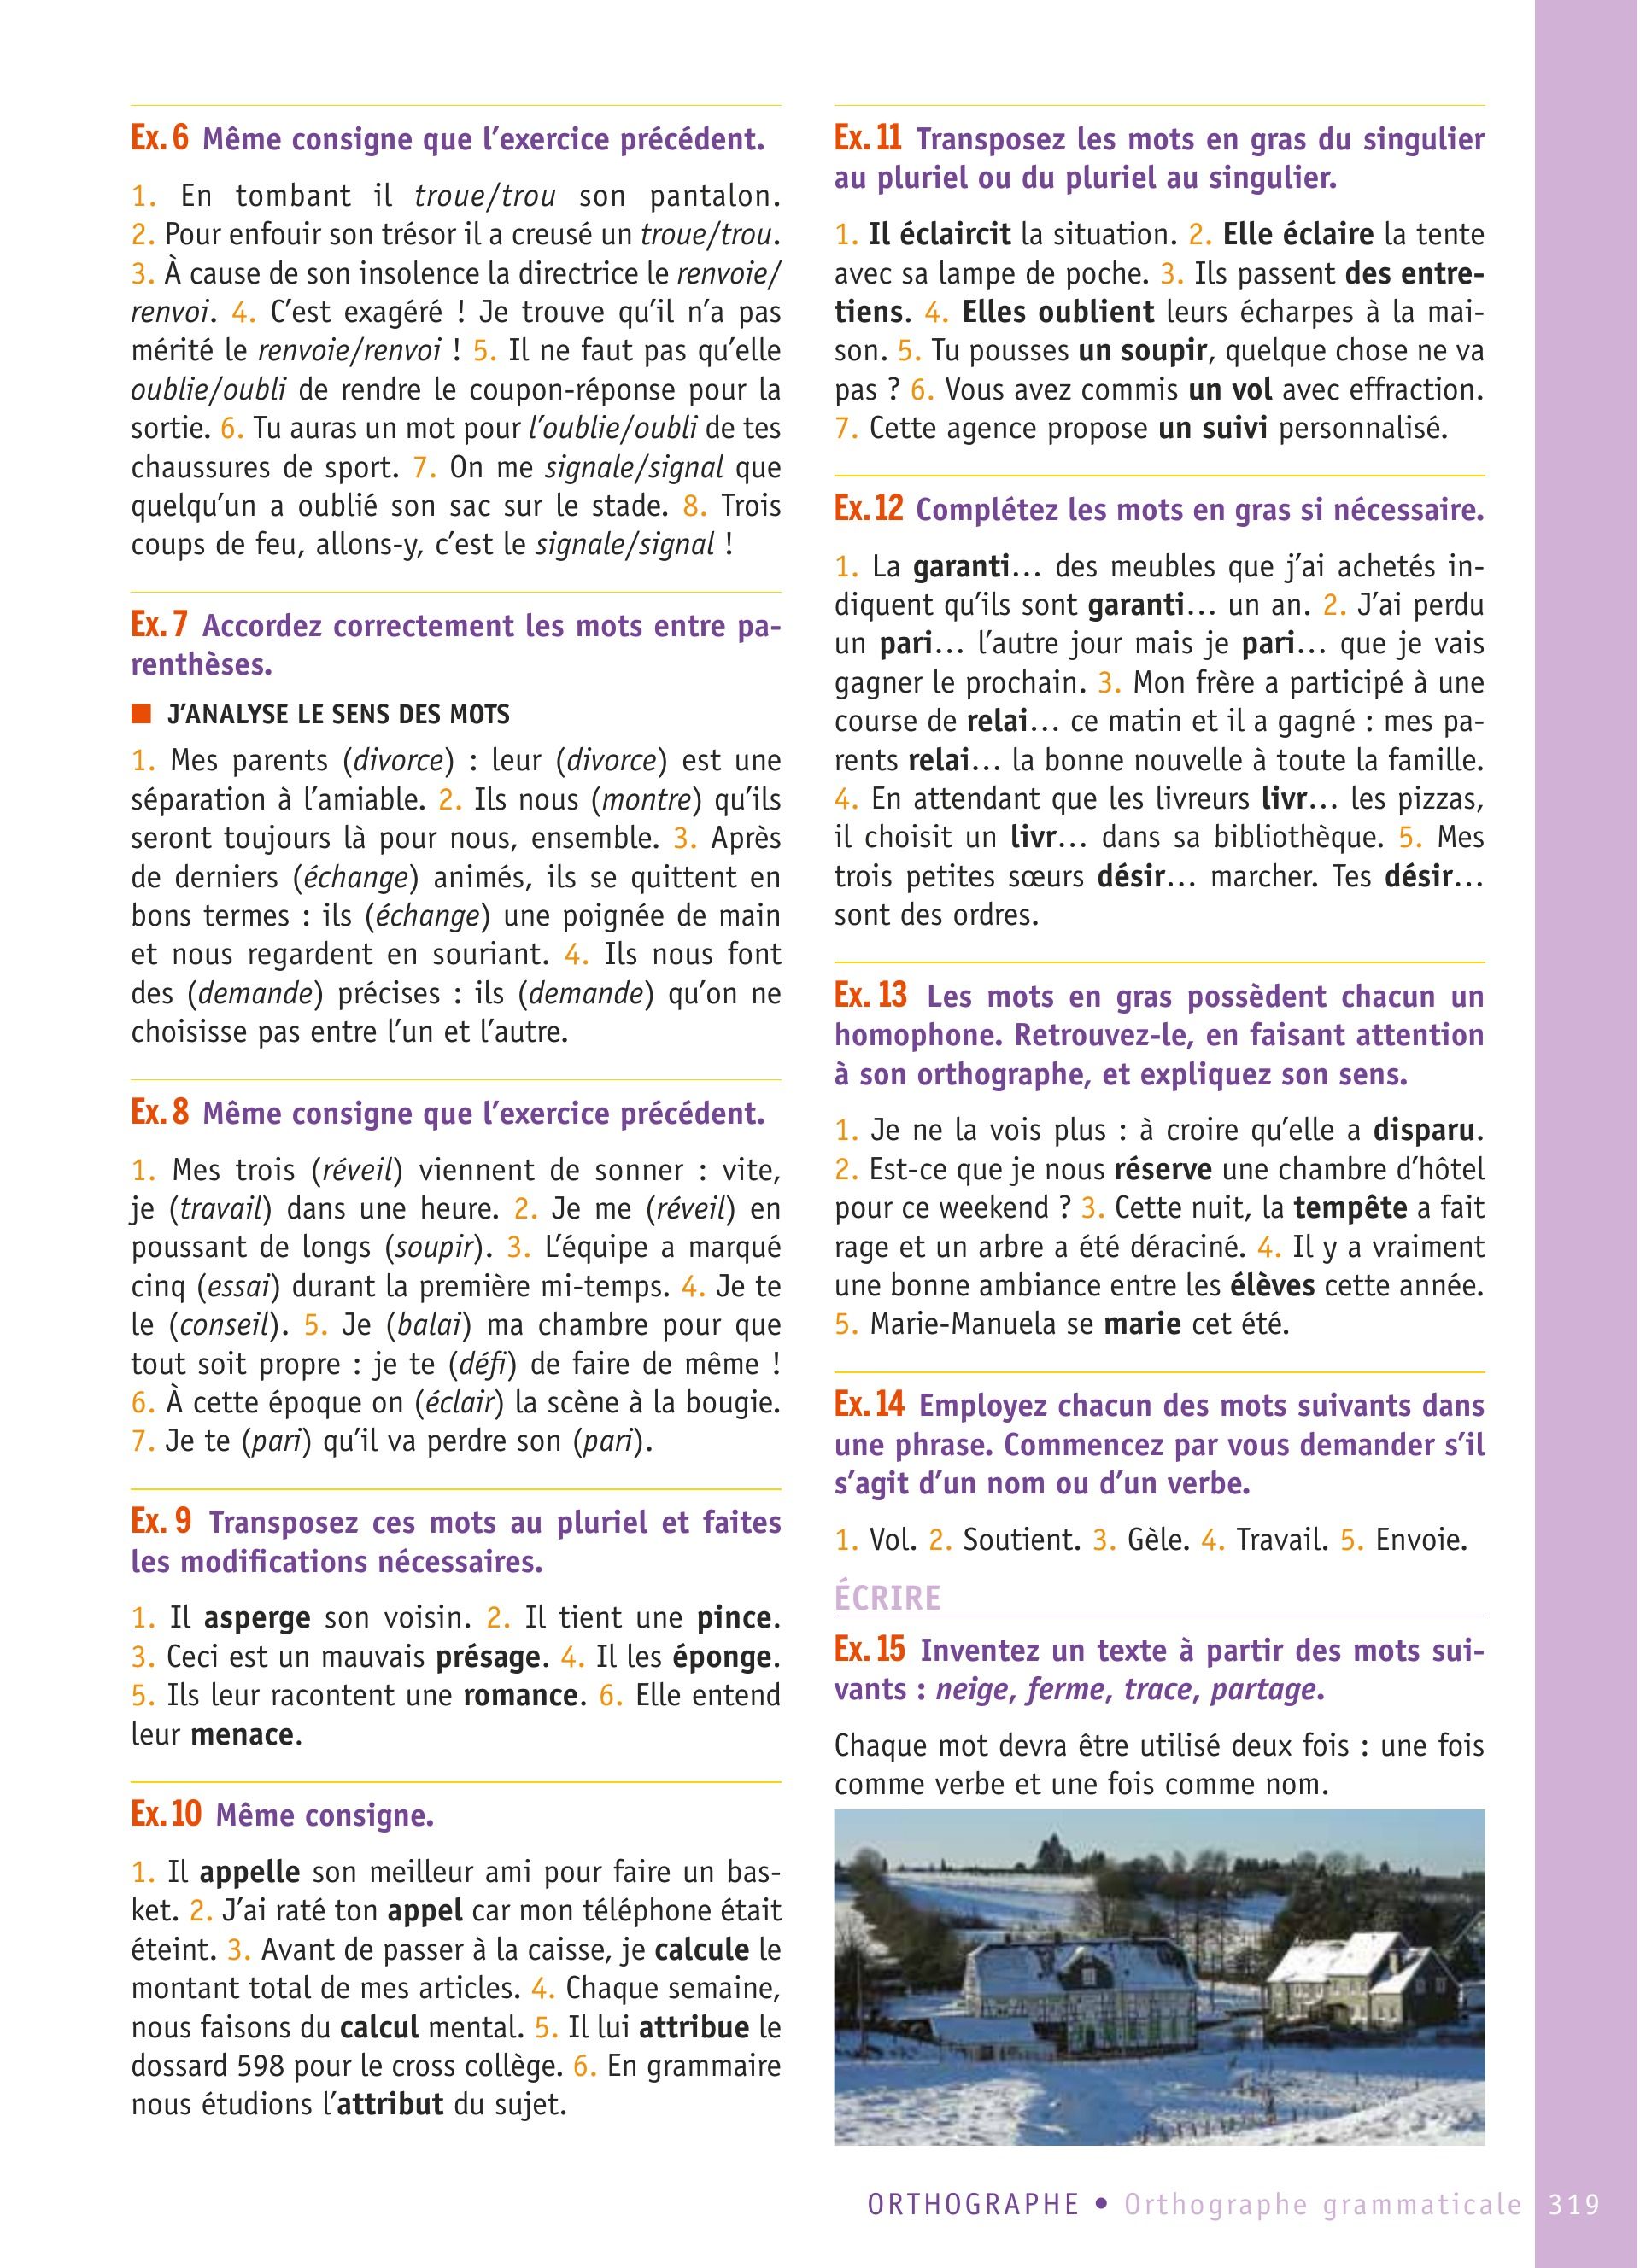 Ex. 6 Même consigne que l’exercice précédent.
1. En tombant il troue/trou son pantalon.
2. Pour enfouir son trésor il a creusé un troue/trou.
3. À cause de son insolence la directrice le renvoie/
renvoi. 4. C’est exagéré ! Je trouve qu’il n’a pas
mérité le renvoie/renvoi ! 5. Il ne faut pas qu’elle
oublie/oubli de rendre le coupon-réponse pour la
sortie. 6. Tu auras un mot pour l’oublie/oubli de tes
chaussures de sport. 7. On me signale/signal que
quelqu’un a oublié son sac sur le stade. 8. Trois
coups de feu, allons-y, c’est le signale/signal !
Ex. 7 Accordez correctement les mots entre pa-
renthèses.
■ J’ANALYSE LE SENS DES MOTS
1. Mes parents (divorce) : leur (divorce) est une
séparation à l’amiable. 2. Ils nous (montre) qu’ils
seront toujours là pour nous, ensemble. 3. Après
de derniers (échange) animés, ils se quittent en
bons termes : ils (échange) une poignée de main
et nous regardent en souriant. 4. Ils nous font
des (demande) précises : ils (demande) qu’on ne
choisisse pas entre l’un et l’autre.
Ex. 8 Même consigne que l’exercice précédent.
1. Mes trois (réveil) viennent de sonner : vite,
je (travail) dans une heure. 2. Je me (réveil) en
poussant de longs (soupir). 3. L’équipe a marqué
cinq (essai) durant la première mi-temps. 4. Je te
le (conseil). 5. Je (balai) ma chambre pour que
tout soit propre : je te (défi) de faire de même !
6. À cette époque on (éclair) la scène à la bougie.
7. Je te (pari) qu’il va perdre son (pari).
Ex. 9 Transposez ces mots au pluriel et faites
les modifications nécessaires.
1. Il asperge son voisin. 2. Il tient une pince.
3. Ceci est un mauvais présage. 4. Il les éponge.
5. Ils leur racontent une romance. 6. Elle entend
leur menace.
Ex. 10 Même consigne.
1. Il appelle son meilleur ami pour faire un bas-
ket. 2. J’ai raté ton appel car mon téléphone était
éteint. 3. Avant de passer à la caisse, je calcule le
montant total de mes articles. 4. Chaque semaine,
nous faisons du calcul mental. 5. Il lui attribue le
dossard 598 pour le cross collège. 6. En grammaire
nous étudions l’attribut du sujet.
Ex. 11 Transposez les mots en gras du singulier
au pluriel ou du pluriel au singulier.
1. Il éclaircit la situation. 2. Elle éclaire la tente
avec sa lampe de poche. 3. Ils passent des entre-
tiens. 4. Elles oublient leurs écharpes à la mai-
son. 5. Tu pousses un soupir, quelque chose ne va
pas ? 6. Vous avez commis un vol avec effraction.
7. Cette agence propose un suivi personnalisé.
Ex. 12 Complétez les mots en gras si nécessaire.
1. La garanti… des meubles que j’ai achetés in-
diquent qu’ils sont garanti… un an. 2. J’ai perdu
un pari… l’autre jour mais je pari… que je vais
gagner le prochain. 3. Mon frère a participé à une
course de relai… ce matin et il a gagné : mes pa-
rents relai… la bonne nouvelle à toute la famille.
4. En attendant que les livreurs livr… les pizzas,
il choisit un livr… dans sa bibliothèque. 5. Mes
trois petites sœurs désir… marcher. Tes désir…
sont des ordres.
Ex. 13 Les mots en gras possèdent chacun un
homophone. Retrouvez-le, en faisant attention
à son orthographe, et expliquez son sens.
1. Je ne la vois plus : à croire qu’elle a disparu.
2. Est-ce que je nous réserve une chambre d’hôtel
pour ce weekend ? 3. Cette nuit, la tempête a fait
rage et un arbre a été déraciné. 4. Il y a vraiment
une bonne ambiance entre les élèves cette année.
5. Marie-Manuela se marie cet été.
Ex. 14 Employez chacun des mots suivants dans
une phrase. Commencez par vous demander s’il
s’agit d’un nom ou d’un verbe.
1. Vol. 2. Soutient. 3. Gèle. 4. Travail. 5. Envoie.
ÉCRIRE
Ex. 15 Inventez un texte à partir des mots sui-
vants : neige, ferme, trace, partage.
Chaque mot devra être utilisé deux fois : une fois
comme verbe et une fois comme nom.
ORTHOGRAPHE • Orthographe grammaticale 319